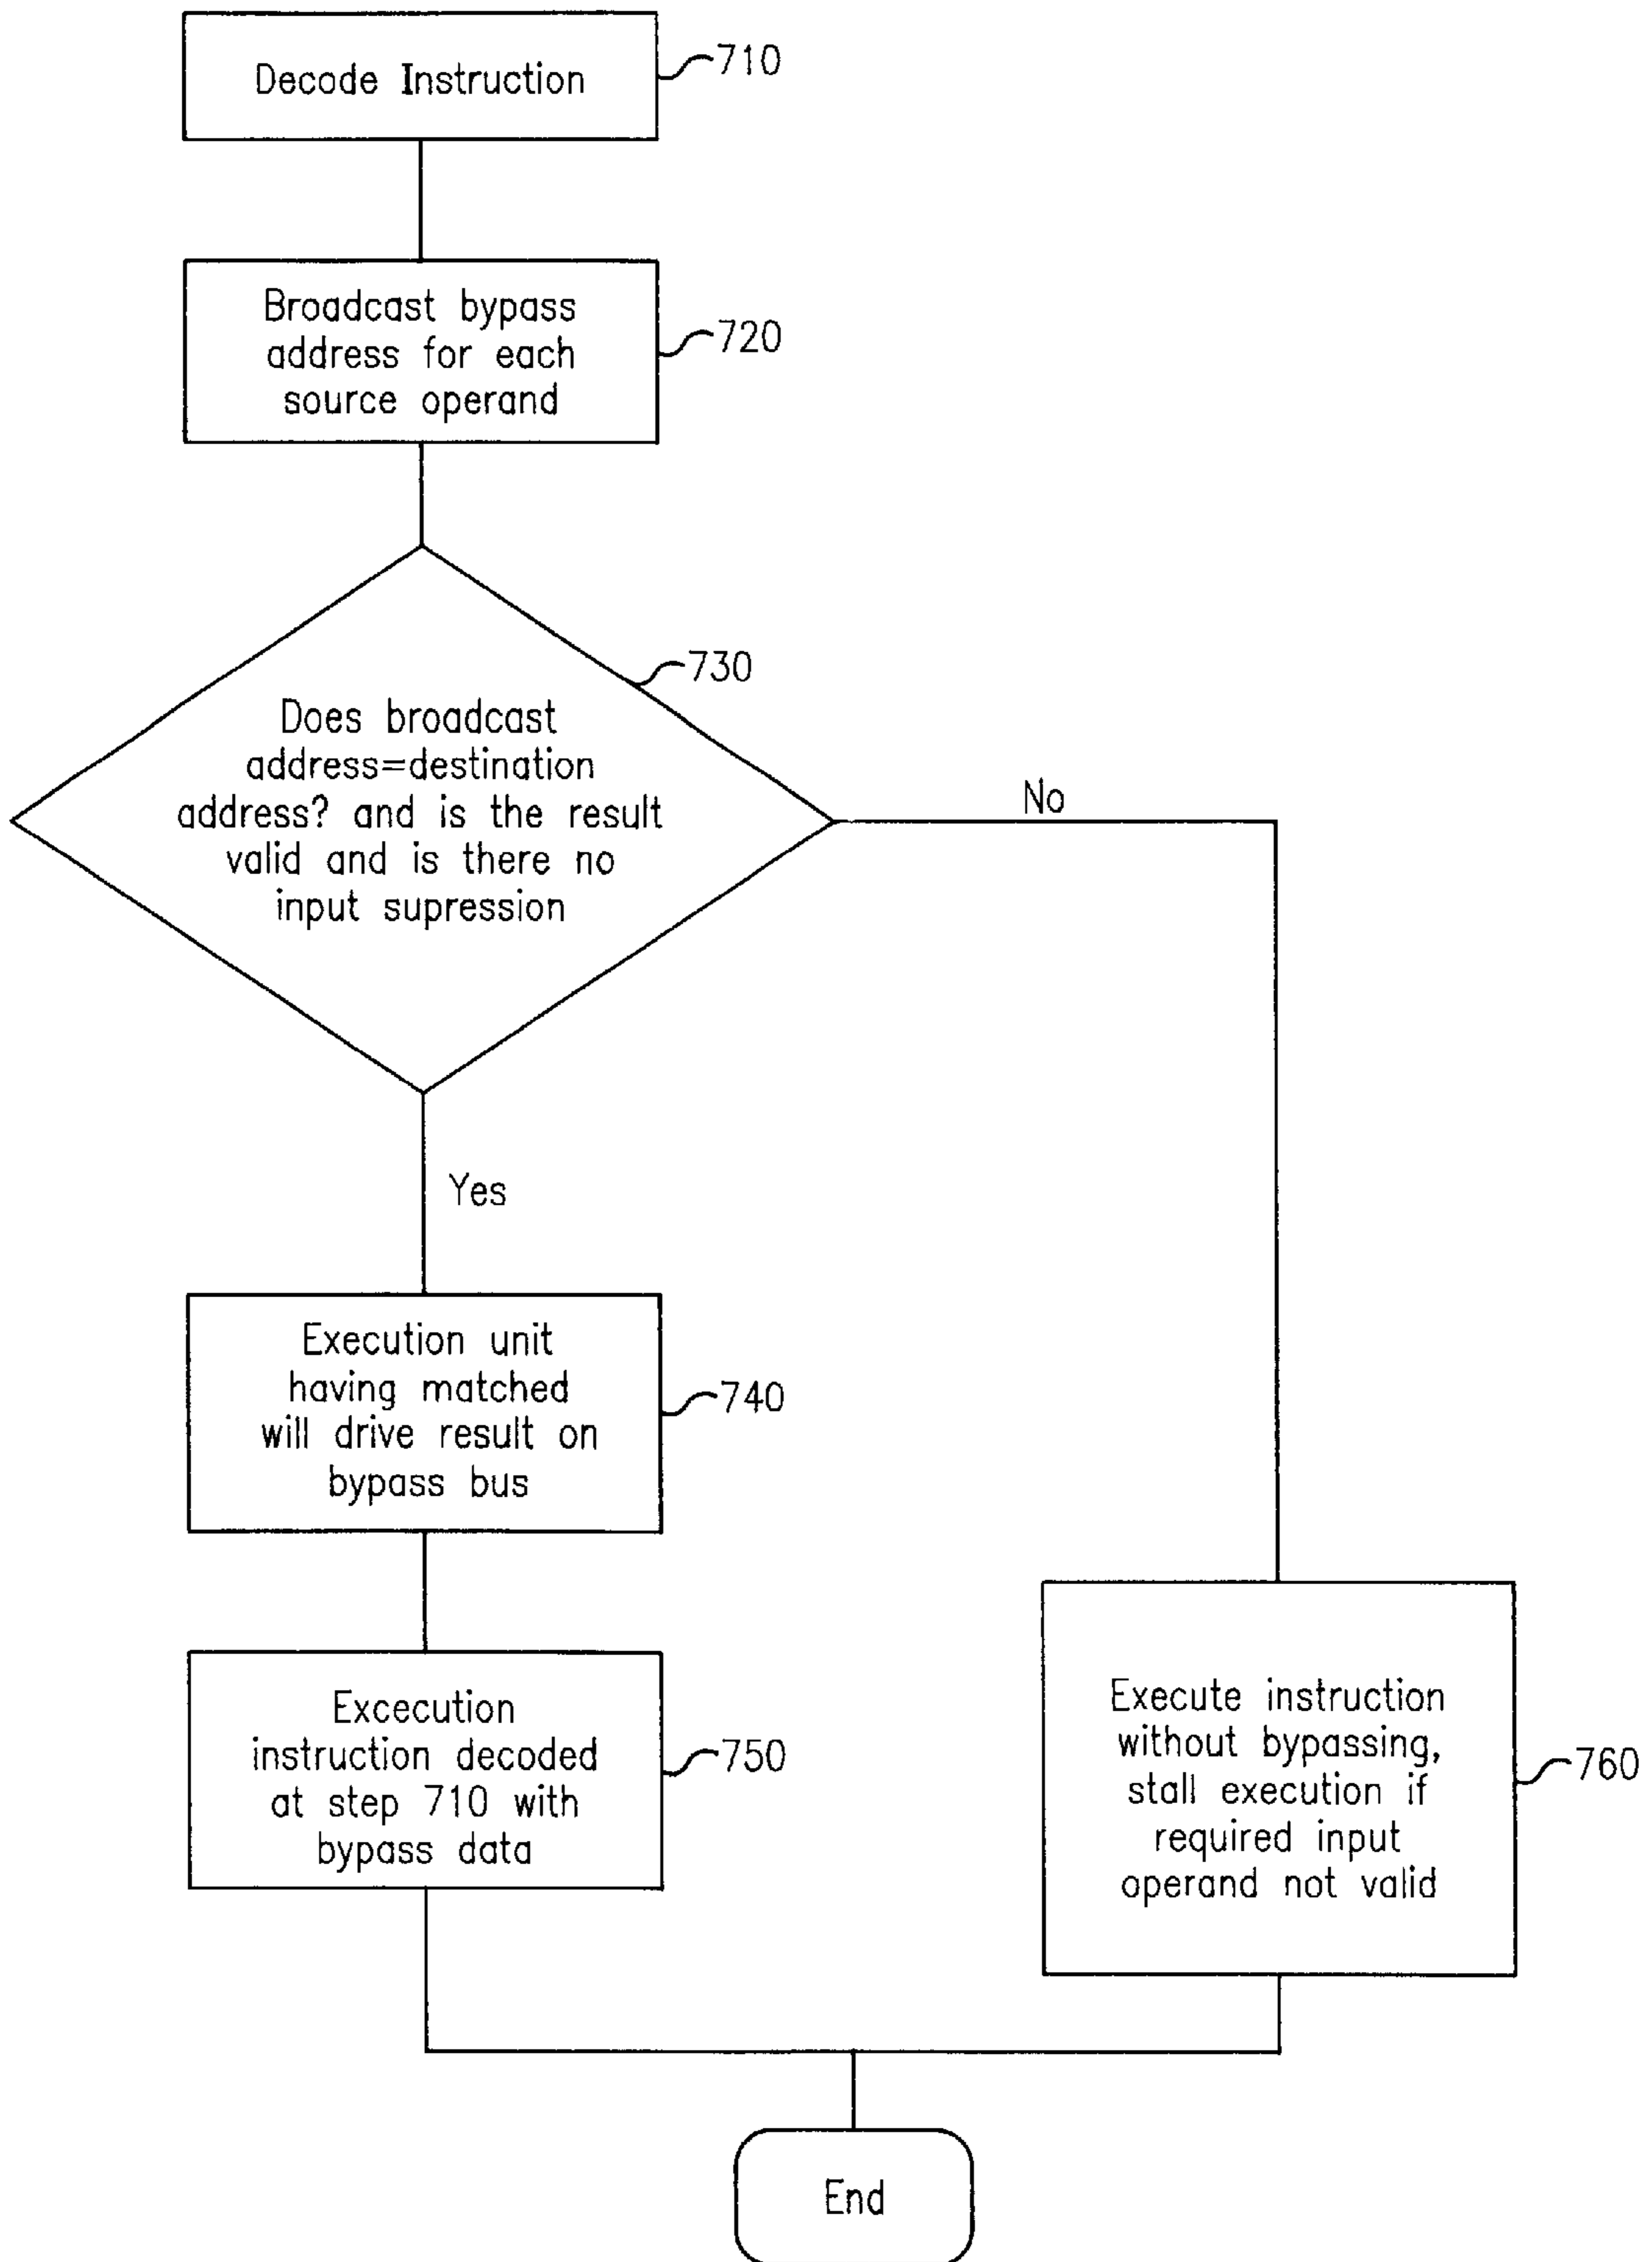 Decode Instruction
710
Broadcast bypass
address for each
source operand
720
730
Does broadcast
address=destination
address? and is the result
valid and is there no
input supression
No
Yes
Execution unit
having matched
will drive result on
bypass bus
740
Excecution
instruction decoded
at step 710 with
bypass data
750
Execute instruction
without bypassing,
stall execution if
required input
operand not valid
760
End